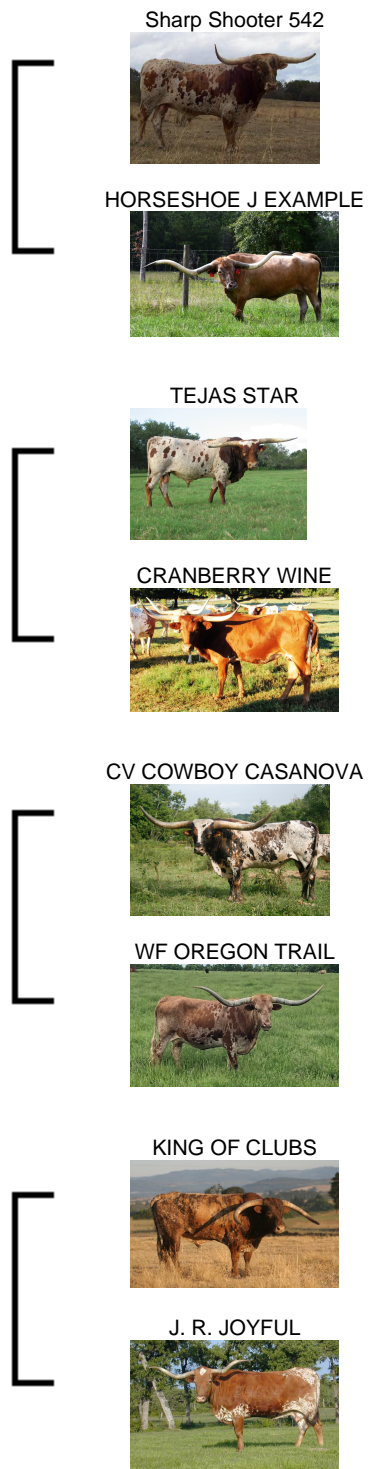 Sharp Shooter 542
HORSESHOE J EXAMPLE
TEJAS STAR
CRANBERRY WINE
CV COWBOY CASANOVA
WF OREGON TRAIL
KING OF CLUBS
J. R. JOYFUL